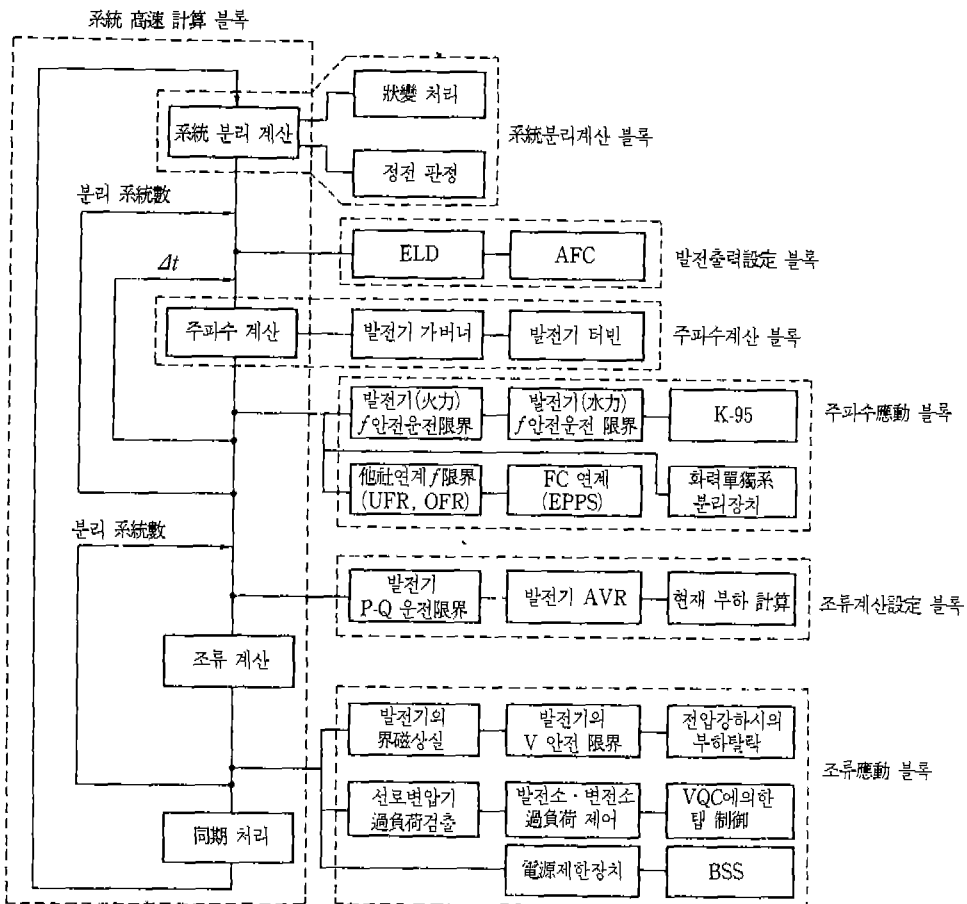 系統 高速 計算 블록
狀變 처리
系統 분리 계산
系統분리계산 블록
정전 판정
분리 系統數
ELD
AFC
발전출력設定 블록
Δt
주파수 계산
발전기 가버너
발전기 터빈
주파수계산 블록
발전기(火力)
f안전운전限界
발전기(水力)
f안전운전 限界
K-95
주파수應動 블록
他社연계f限界
(UFR, OFR)
FC 연계
(EPPS)
화력單獨系
분리장치
분리 系統數
발전기
P-Q 운전限界
발전기 AVR
현재 부하 計算
조류계산設定 블록
조류 계산
발전기의
界磁상실
발전기의
V 안전 限界
전압강하시의
부하탈락
조류應動 블록
선로변압기
過負荷검출
발전소·변전소
過負荷 제어
VQC에의한
탭 制御
同期 처리
電源제한장치
BSS